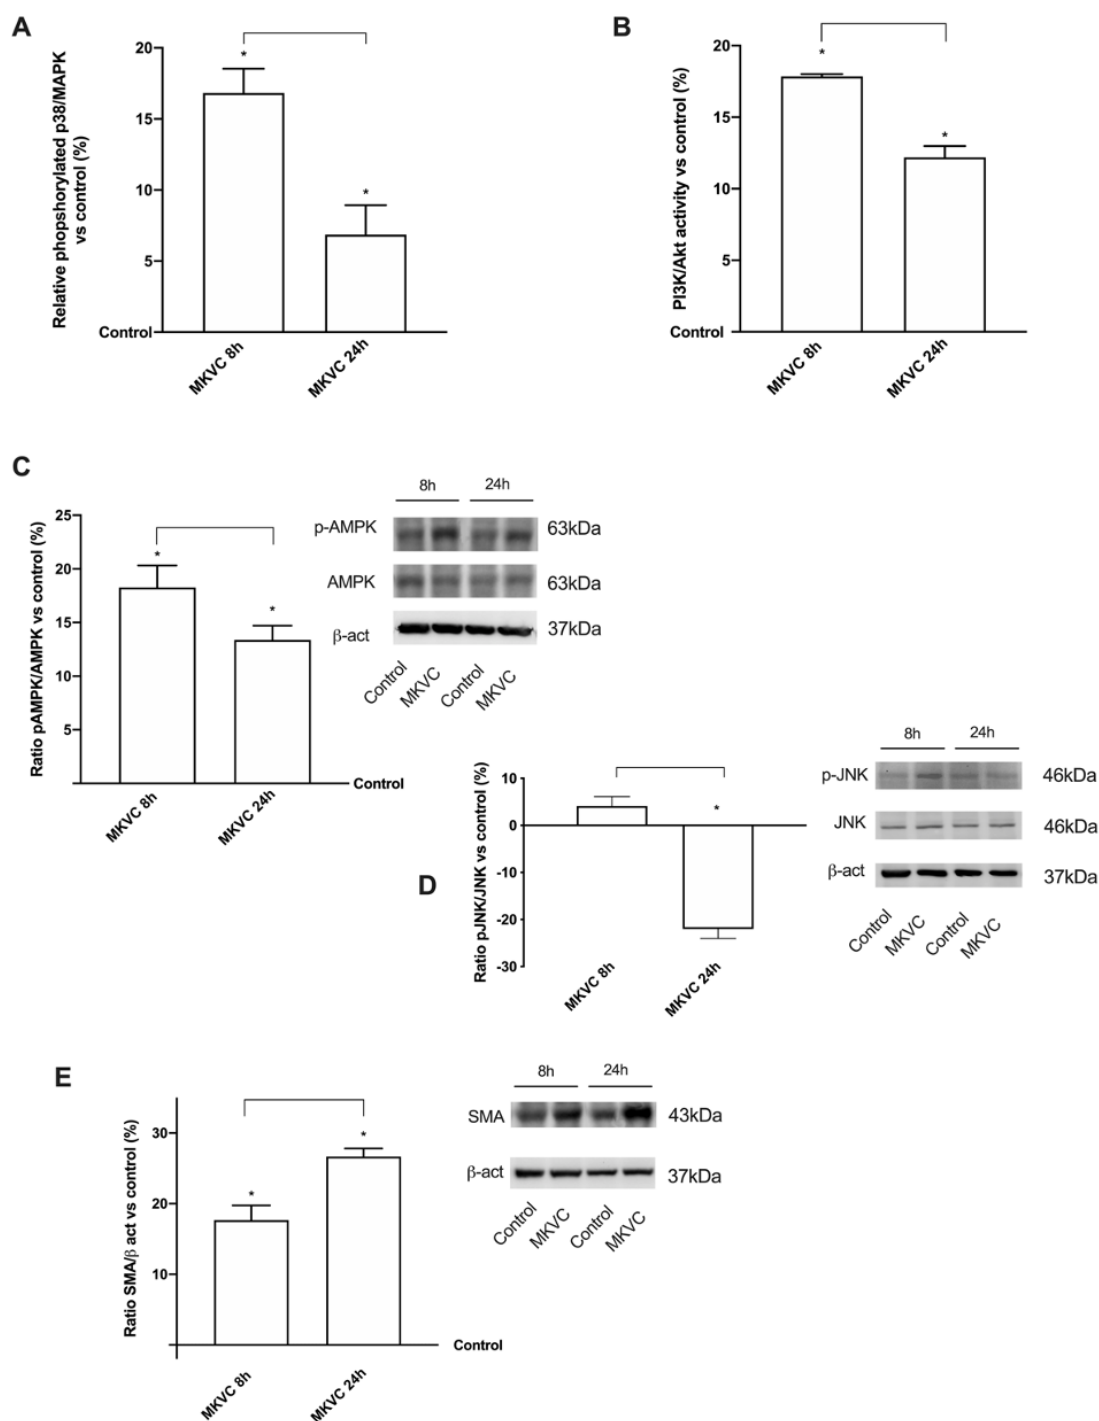 A
Relative phopshorylated p38/MAPK
vs control (%)
20
*
15
10
*
5
Control
MKVC 8h
MKVC 24h
B
PI3K/Akt activity vs control (%)
20
*
15
*
10
5
Control
MKVC 8h
MKVC 24h
C
Ratio pAMPK/AMPK vs control (%)
25
20
*
15
*
10
5
Control
MKVC 8h
MKVC 24h
8h
24h
p-AMPK
63kDa
AMPK
63kDa
β-act
37kDa
Control
MKVC
Control
MKVC
D
Ratio pJNK/JNK vs control (%)
10
*
0
-10
-20
-30
MKVC 8h
MKVC 24h
8h
24h
p-JNK
46kDa
JNK
46kDa
β-act
37kDa
Control
MKVC
Control
MKVC
E
Ratio SMA/β act vs control (%)
30
*
20
*
10
Control
MKVC 8h
MKVC 24h
8h
24h
SMA
43kDa
β-act
37kDa
Control
MKVC
Control
MKVC